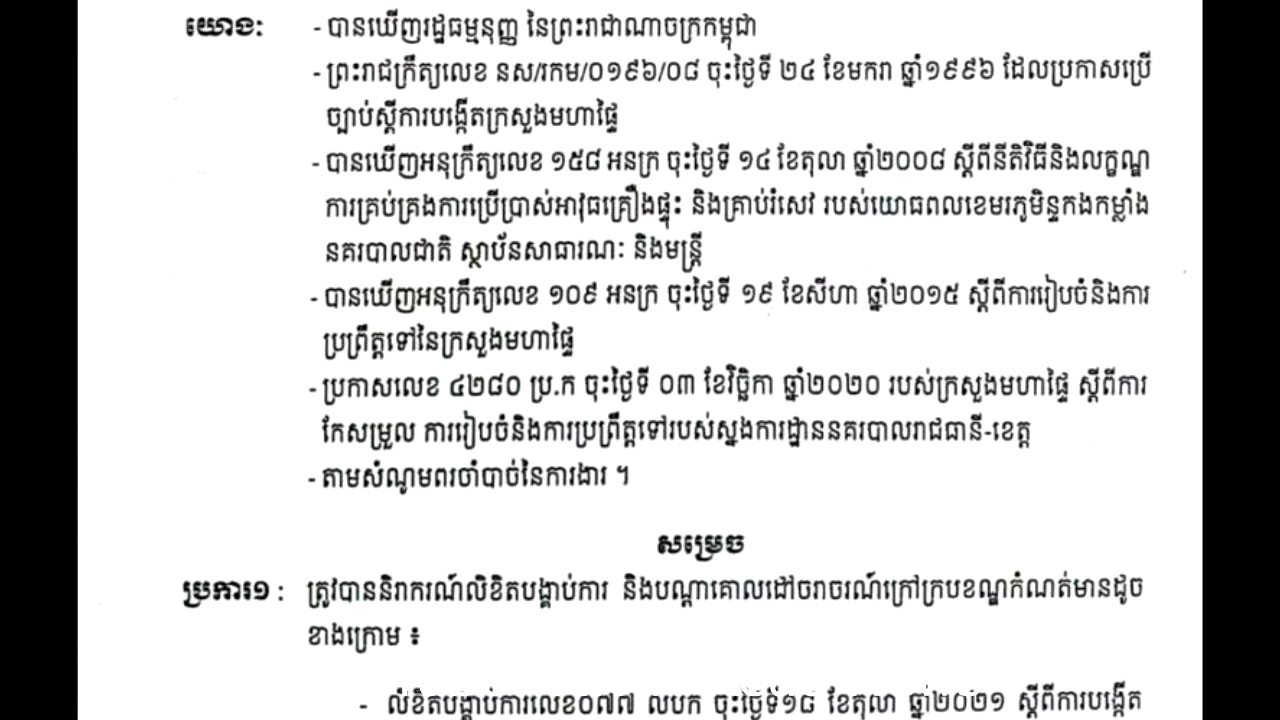 យោង: - បានឃើញរដ្ឋធម្មនុញ្ញ នៃព្រះរាជាណាចក្រកម្ពុជា
- ព្រះរាជក្រឹត្យលេខ នស/រកម/០១៩៦/០៨ ចុះថ្ងៃទី ២៤ ខែមករា ឆ្នាំ១៩៩៦ ដែលប្រកាសប្រើ
ច្បាប់ស្តីការបង្កើតក្រសួងមហាផ្ទៃ
- បានឃើញអនុក្រឹត្យលេខ ១៥៨ អនក្រ ចុះថ្ងៃទី ១៤ ខែតុលា ឆ្នាំ២០០៨ ស្តីពីនីតិវិធីនិងលក្ខណ្ឌ
ការគ្រប់គ្រងការប្រើប្រាស់អាវុធគ្រឿងផ្ទុះ និងគ្រាប់រំសេវ របស់យោធពលខេមរភូមិន្ទកងកម្លាំង
នគរបាលជាតិ ស្ថាប័នសាធារណៈ និងមន្ត្រី
- បានឃើញអនុក្រឹត្យលេខ ១០៩ អនក្រ ចុះថ្ងៃទី ១៩ ខែសីហា ឆ្នាំ២០១៥ ស្តីពីការរៀបចំនិងការ
ប្រព្រឹត្តទៅនៃក្រសួងមហាផ្ទៃ
- ប្រកាសលេខ ៤២៨០ ប្រ.ក ចុះថ្ងៃទី ០៣ ខែវិច្ឆិកា ឆ្នាំ២០២០ របស់ក្រសួងមហាផ្ទៃ ស្តីពីការ
កែសម្រួល ការរៀបចំនិងការប្រព្រឹត្តទៅរបស់ស្នងការដ្ឋាននគរបាលរាជធានី-ខេត្ត
- តាមសំណូមពរចាំបាច់នៃការងារ ។
សម្រេច
ប្រការ១ : ត្រូវបាននិរាករណ៍លិខិតបង្គាប់ការ និងបណ្តាគោលដៅចរាចរណ៍ក្រៅក្របខណ្ឌកំណត់មានដូច
ខាងក្រោម ៖
- លិខិតបង្គាប់ការលេខ០៧៧ លបក ចុះថ្ងៃទី១៨ ខែតុលា ឆ្នាំ២០២១ ស្តីពីការបង្កើត